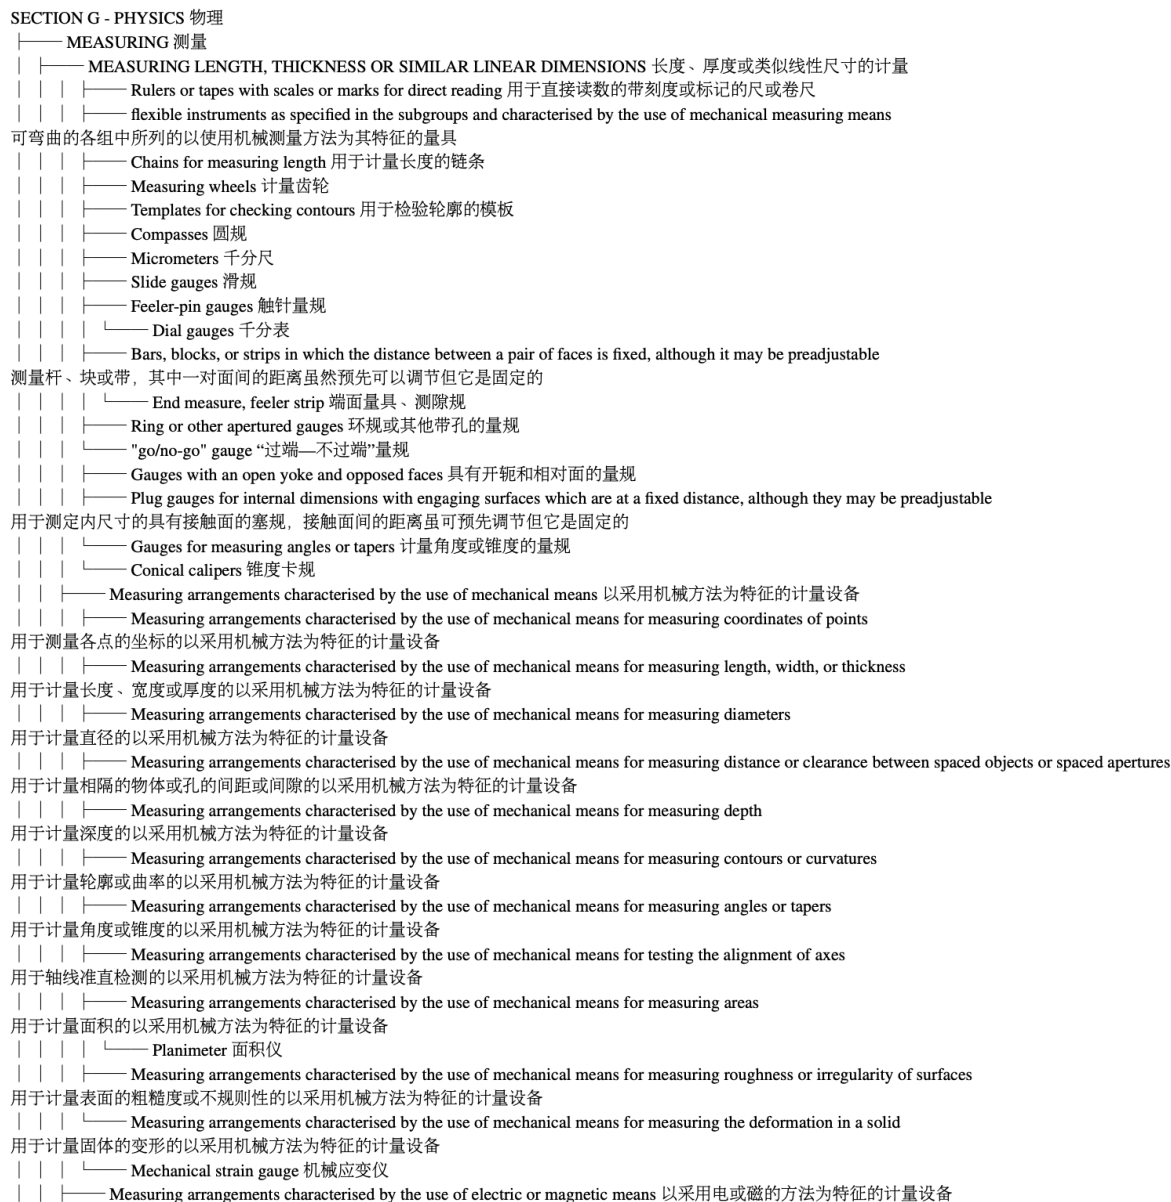 SECTION G - PHYSICS 物理
├── MEASURING 测量
│ ├── MEASURING LENGTH, THICKNESS OR SIMILAR LINEAR DIMENSIONS 长度、厚度或类似线性尺寸的计量
│ │ │ ├── Rulers or tapes with scales or marks for direct reading 用于直接读数的带刻度或标记的尺或卷尺
│ │ │ ├── flexible instruments as specified in the subgroups and characterised by the use of mechanical measuring means
可弯曲的各组中所列的以使用机械测量方法为其特征的量具
│ │ │ ├── Chains for measuring length 用于计量长度的链条
│ │ │ ├── Measuring wheels 计量齿轮
│ │ │ ├── Templates for checking contours 用于检验轮廓的模板
│ │ │ ├── Compasses 圆规
│ │ │ ├── Micrometers 千分尺
│ │ │ ├── Slide gauges 滑规
│ │ │ ├── Feeler-pin gauges 触针量规
│ │ │ │ └── Dial gauges 千分表
│ │ │ ├── Bars, blocks, or strips in which the distance between a pair of faces is fixed, although it may be preadjustable
测量杆、块或带，其中一对面间的距离虽然预先可以调节但它是固定的
│ │ │ │ └── End measure, feeler strip 端面量具、测隙规
│ │ │ ├── Ring or other apertured gauges 环规或其他带孔的量规
│ │ │ └── "go/no-go" gauge “过端—不过端”量规
│ │ │ ├── Gauges with an open yoke and opposed faces 具有开轭和相对面的量规
│ │ │ ├── Plug gauges for internal dimensions with engaging surfaces which are at a fixed distance, although they may be preadjustable
用于测定内尺寸的具有接触面的塞规，接触面间的距离虽可预先调节但它是固定的
│ │ │ └── Gauges for measuring angles or tapers 计量角度或锥度的量规
│ │ │ └── Conical calipers 锥度卡规
│ │ ├── Measuring arrangements characterised by the use of mechanical means 以采用机械方法为特征的计量设备
│ │ │ ├── Measuring arrangements characterised by the use of mechanical means for measuring coordinates of points
用于测量各点的坐标的以采用机械方法为特征的计量设备
│ │ │ ├── Measuring arrangements characterised by the use of mechanical means for measuring length, width, or thickness
用于计量长度、宽度或厚度的以采用机械方法为特征的计量设备
│ │ │ ├── Measuring arrangements characterised by the use of mechanical means for measuring diameters
用于计量直径的以采用机械方法为特征的计量设备
│ │ │ ├── Measuring arrangements characterised by the use of mechanical means for measuring distance or clearance between spaced objects or spaced apertures
用于计量相隔的物体或孔的间距或间隙的以采用机械方法为特征的计量设备
│ │ │ ├── Measuring arrangements characterised by the use of mechanical means for measuring depth
用于计量深度的以采用机械方法为特征的计量设备
│ │ │ ├── Measuring arrangements characterised by the use of mechanical means for measuring contours or curvatures
用于计量轮廓或曲率的以采用机械方法为特征的计量设备
│ │ │ ├── Measuring arrangements characterised by the use of mechanical means for measuring angles or tapers
用于计量角度或锥度的以采用机械方法为特征的计量设备
│ │ │ ├── Measuring arrangements characterised by the use of mechanical means for testing the alignment of axes
用于轴线准直检测的以采用机械方法为特征的计量设备
│ │ │ ├── Measuring arrangements characterised by the use of mechanical means for measuring areas
用于计量面积的以采用机械方法为特征的计量设备
│ │ │ │ └── Planimeter 面积仪
│ │ │ ├── Measuring arrangements characterised by the use of mechanical means for measuring roughness or irregularity of surfaces
用于计量表面的粗糙度或不规则性的以采用机械方法为特征的计量设备
│ │ │ └── Measuring arrangements characterised by the use of mechanical means for measuring the deformation in a solid
用于计量固体的变形的以采用机械方法为特征的计量设备
│ │ │ └── Mechanical strain gauge 机械应变仪
│ │ ├── Measuring arrangements characterised by the use of electric or magnetic means 以采用电或磁的方法为特征的计量设备